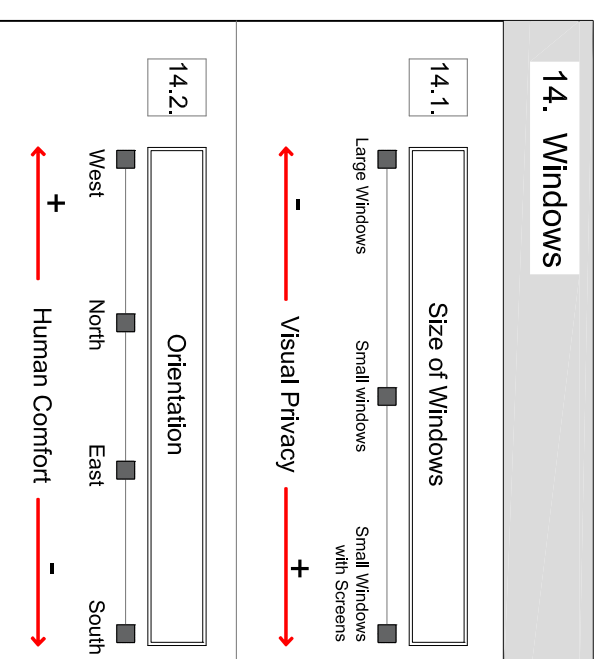 14. Windows
14.1.
Size of Windows
Large Windows
Small windows
Small Windows
with Screens
-
Visual Privacy
+
14.2.
Orientation
West
North
East
South
+
Human Comfort
-